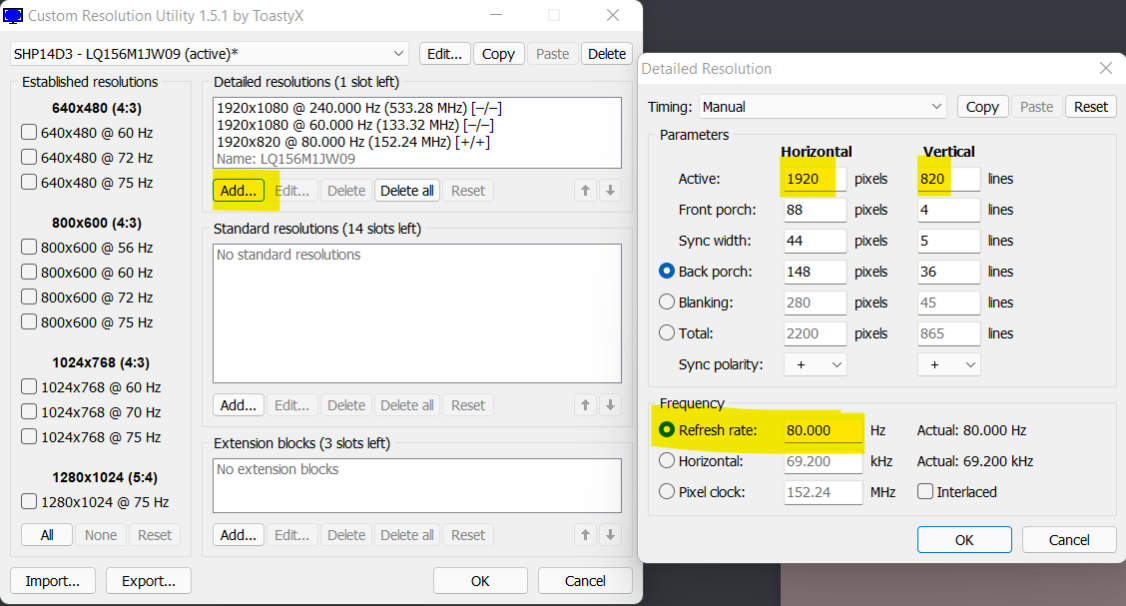 Custom Resolution Utility 1.5.1 by ToastyX
SHP14D3 - LQ156M1JW09 (active)*
Edit...
Copy
Paste
Delete
Established resolutions
640x480 (4:3)
640x480 @ 60 Hz
640x480 @ 72 Hz
640x480 @ 75 Hz
800x600 (4:3)
800x600 @ 56 Hz
800x600 @ 60 Hz
800x600 @ 72 Hz
800x600 @ 75 Hz
1024x768 (4:3)
1024x768 @ 60 Hz
1024x768 @ 70 Hz
1024x768 @ 75 Hz
1280x1024 (5:4)
1280x1024 @ 75 Hz
All
None
Reset
Detailed resolutions (1 slot left)
1920x1080 @ 240.000 Hz (533.28 MHz) [−/−]
1920x1080 @ 60.000 Hz (133.32 MHz) [−/−]
1920x820 @ 80.000 Hz (152.24 MHz) [+/+]
Name: LQ156M1JW09
Add...
Edit...
Delete
Delete all
Reset
Standard resolutions (14 slots left)
No standard resolutions
Add...
Edit...
Delete
Delete all
Reset
Extension blocks (3 slots left)
No extension blocks
Add...
Edit...
Delete
Delete all
Reset
Import...
Export...
OK
Cancel
Detailed Resolution
Timing:
Manual
Copy
Paste
Reset
Parameters
Horizontal
Vertical
Active:
1920
pixels
820
lines
Front porch:
88
pixels
4
lines
Sync width:
44
pixels
5
lines
Back porch:
148
pixels
36
lines
Blanking:
280
pixels
45
lines
Total:
2200
pixels
865
lines
Sync polarity:
+
+
Frequency
Refresh rate:
80.000
Hz
Actual: 80.000 Hz
Horizontal:
69.200
kHz
Actual: 69.200 kHz
Pixel clock:
152.24
MHz
Interlaced
OK
Cancel